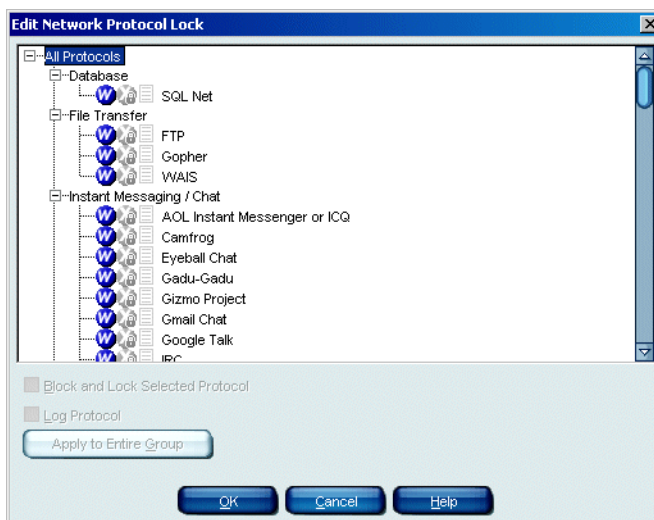 Edit Network Protocol Lock
All Protocols
Database
SQL Net
File Transfer
FTP
Gopher
WAIS
Instant Messaging / Chat
AOL Instant Messenger or ICQ
Camfrog
Eyeball Chat
Gadu-Gadu
Gizmo Project
Gmail Chat
Google Talk
IRC
Block and Lock Selected Protocol
Log Protocol
Apply to Entire Group
OK
Cancel
Help